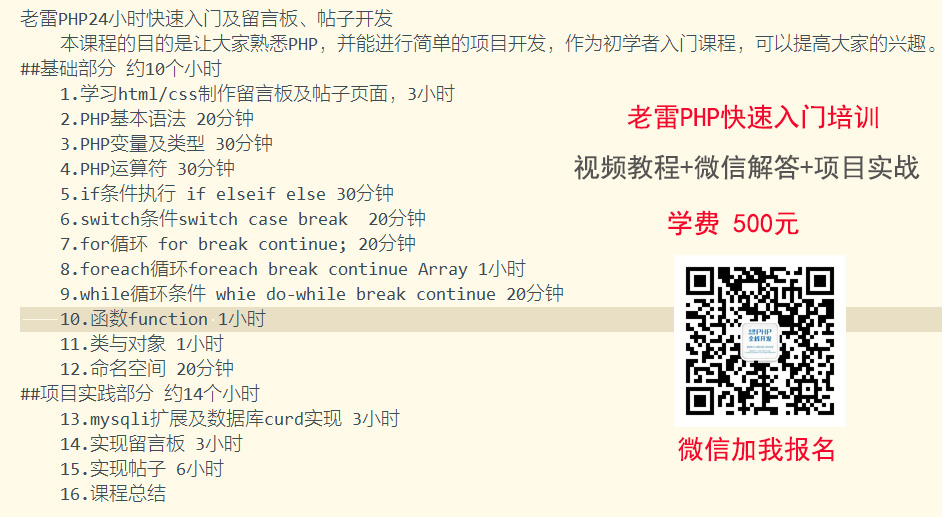 老雷PHP24小时快速入门及留言板、帖子开发
本课程的目的是让大家熟悉PHP，并能进行简单的项目开发，作为初学者入门课程，可以提高大家的兴趣。
##基础部分 约10个小时
1.学习html/css制作留言板及帖子页面，3小时
2.PHP基本语法 20分钟
3.PHP变量及类型 30分钟
4.PHP运算符 30分钟
5.if条件执行 if elseif else 30分钟
6.switch条件switch case break  20分钟
7.for循环 for break continue; 20分钟
8.foreach循环foreach break continue Array 1小时
9.while循环条件 whie do-while break continue 20分钟
10.函数function 1小时
11.类与对象 1小时
12.命名空间 20分钟
##项目实践部分 约14个小时
13.mysqli扩展及数据库curd实现 3小时
14.实现留言板 3小时
15.实现帖子 6小时
16.课程总结
老雷PHP快速入门培训
视频教程+微信解答+项目实战
学费 500元
PHP
全栈开发
微信加我报名